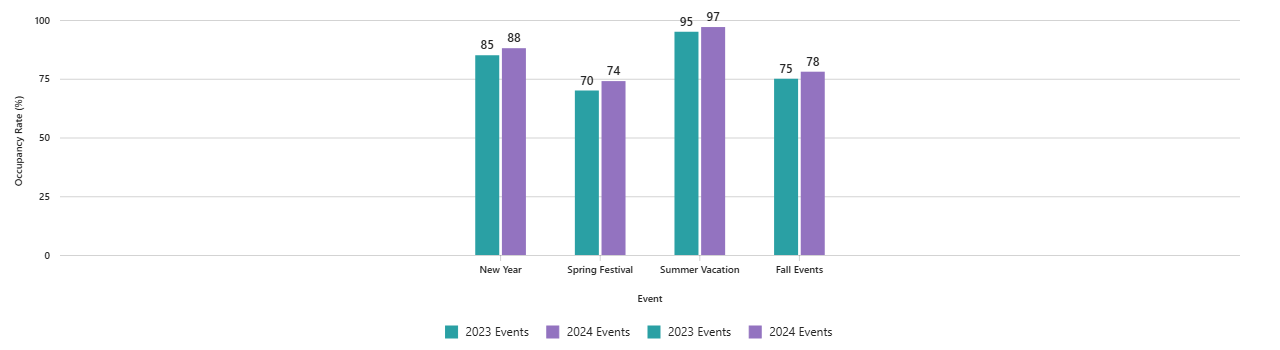 100
75
50
25
0
Occupancy Rate (%)
85 88 70 74 95 97 75 78
New Year Spring Festival Summer Vacation Fall Events
Event
2023 Events 2024 Events 2023 Events 2024 Events